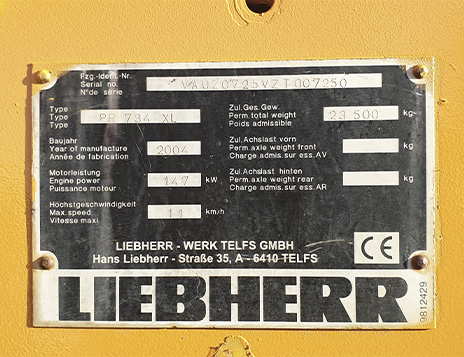 Fzg.-Ident.-Nr.
Serial no. VAUZ0725VZT007250
N°de série
Type
Type PR 734 XL
Type
Zul.Ges.Gew.
Perm.total weight 23 500 kg
Poids admissible
Baujahr
Year of manufacture 2004
Année de fabrication
Zul.Achslast vorn
Perm.axle weight front kg
Charge admis.sur ess.AV
Motorleistung
Engine power 147 kW
Puissance moteur
Zul.Achslast hinten
Perm.axle weight rear kg
Charge admis.sur ess.AR
Höchstgeschwindigkeit
Max.speed 11 km/h
Vitesse maxi.
LIEBHERR - WERK TELFS GMBH
Hans Liebherr - Straße 35, A - 6410 TELFS
CE
LIEBHERR
9812429